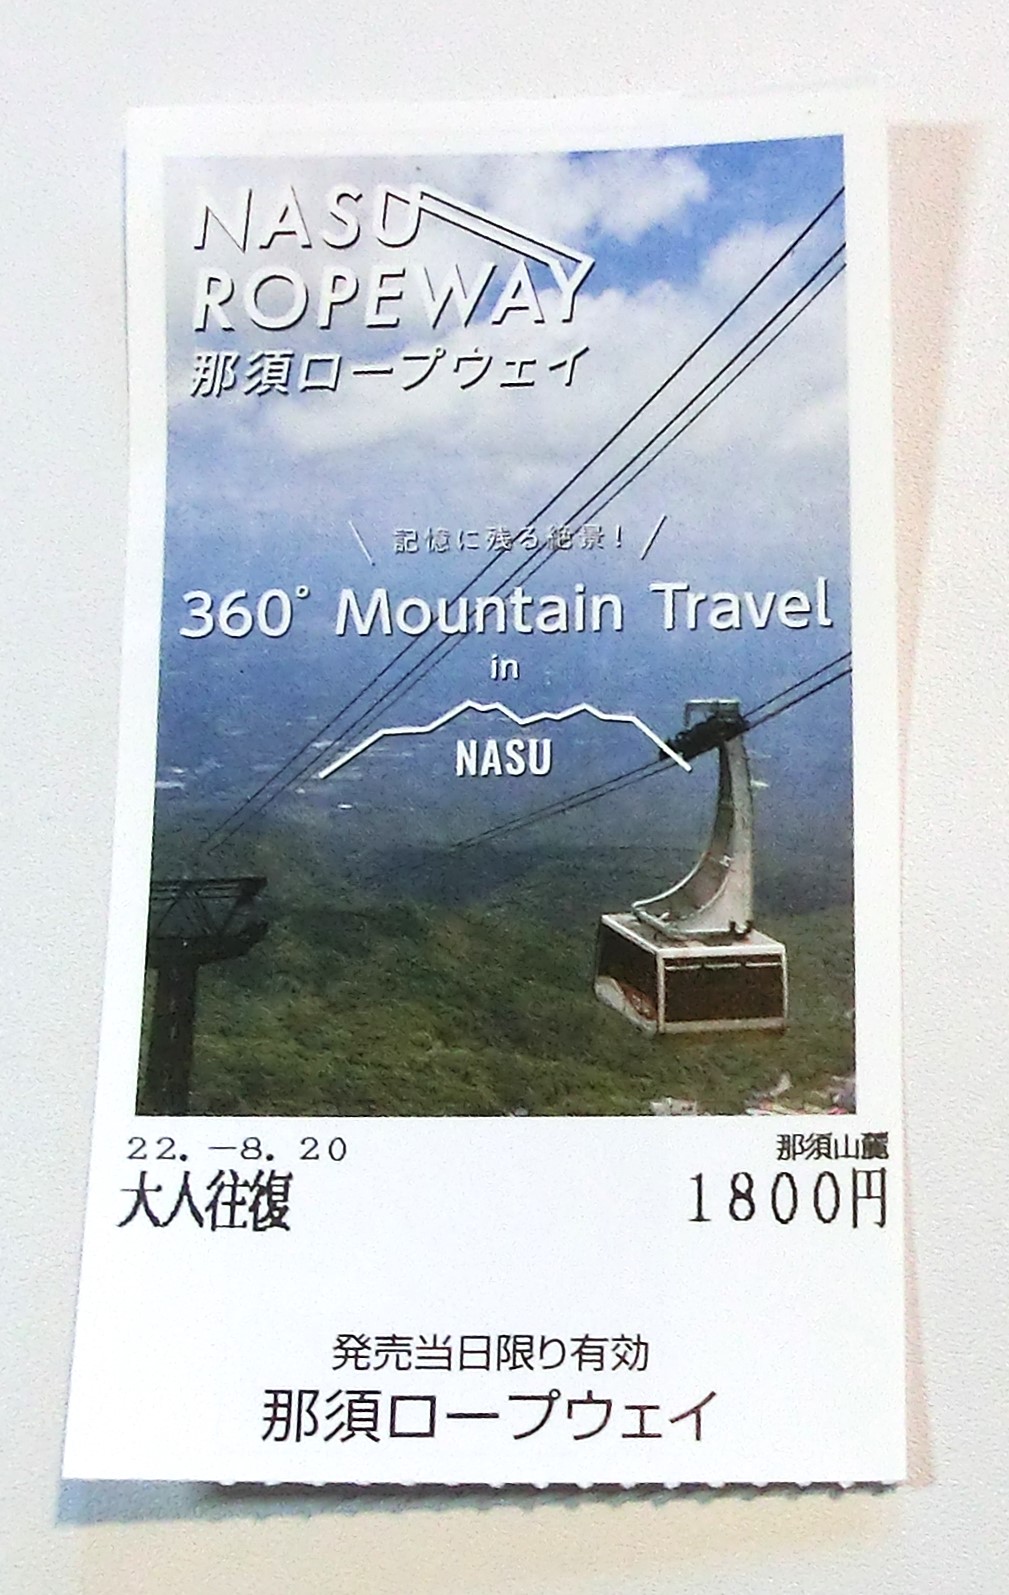 NASU
ROPEWAY
那須ロープウェイ
\ 記憶に残る絶景! /
360° Mountain Travel
in
NASU
22.-8.20
那須山麓
大人往復
1800円
発売当日限り有効
那須ロープウェイ